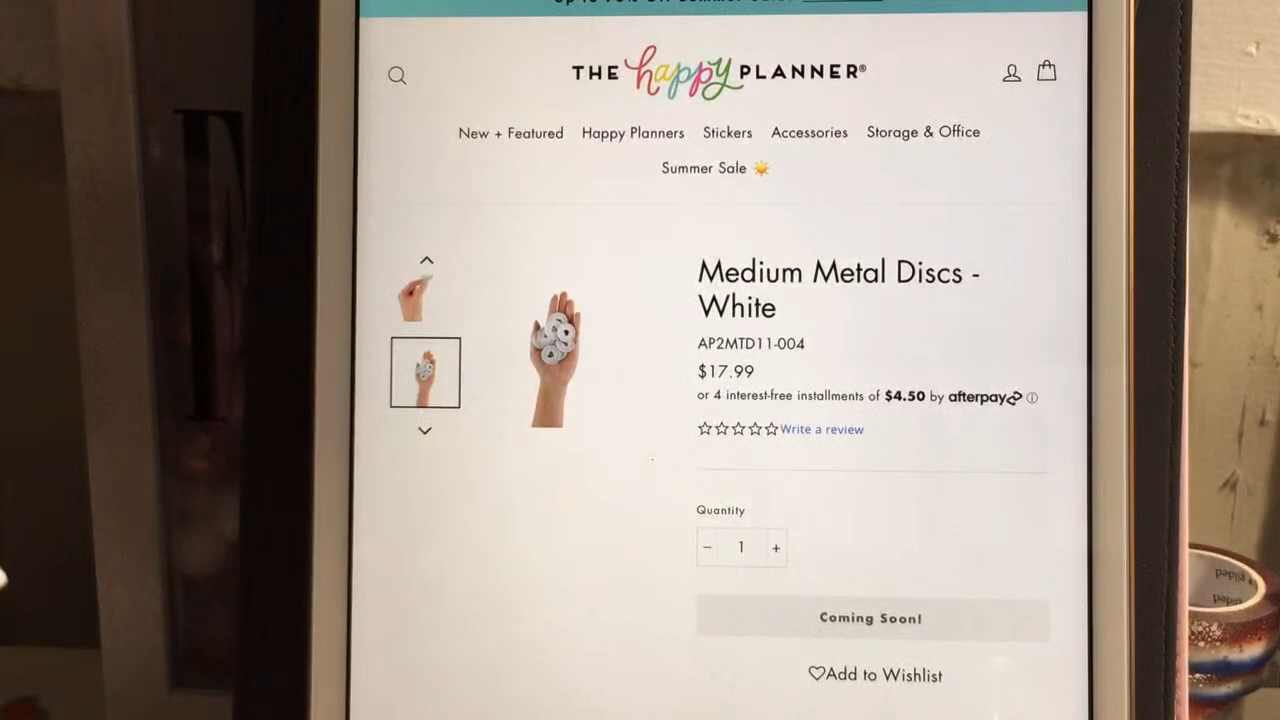 THE happy PLANNER®
New + Featured Happy Planners Stickers Accessories Storage & Office
Summer Sale
Medium Metal Discs -
White
AP2MTD11-004
$17.99
or 4 interest-free installments of $4.50 by afterpay
Write a review
Quantity
− 1 +
Coming Soon!
Add to Wishlist
gilded
gilded